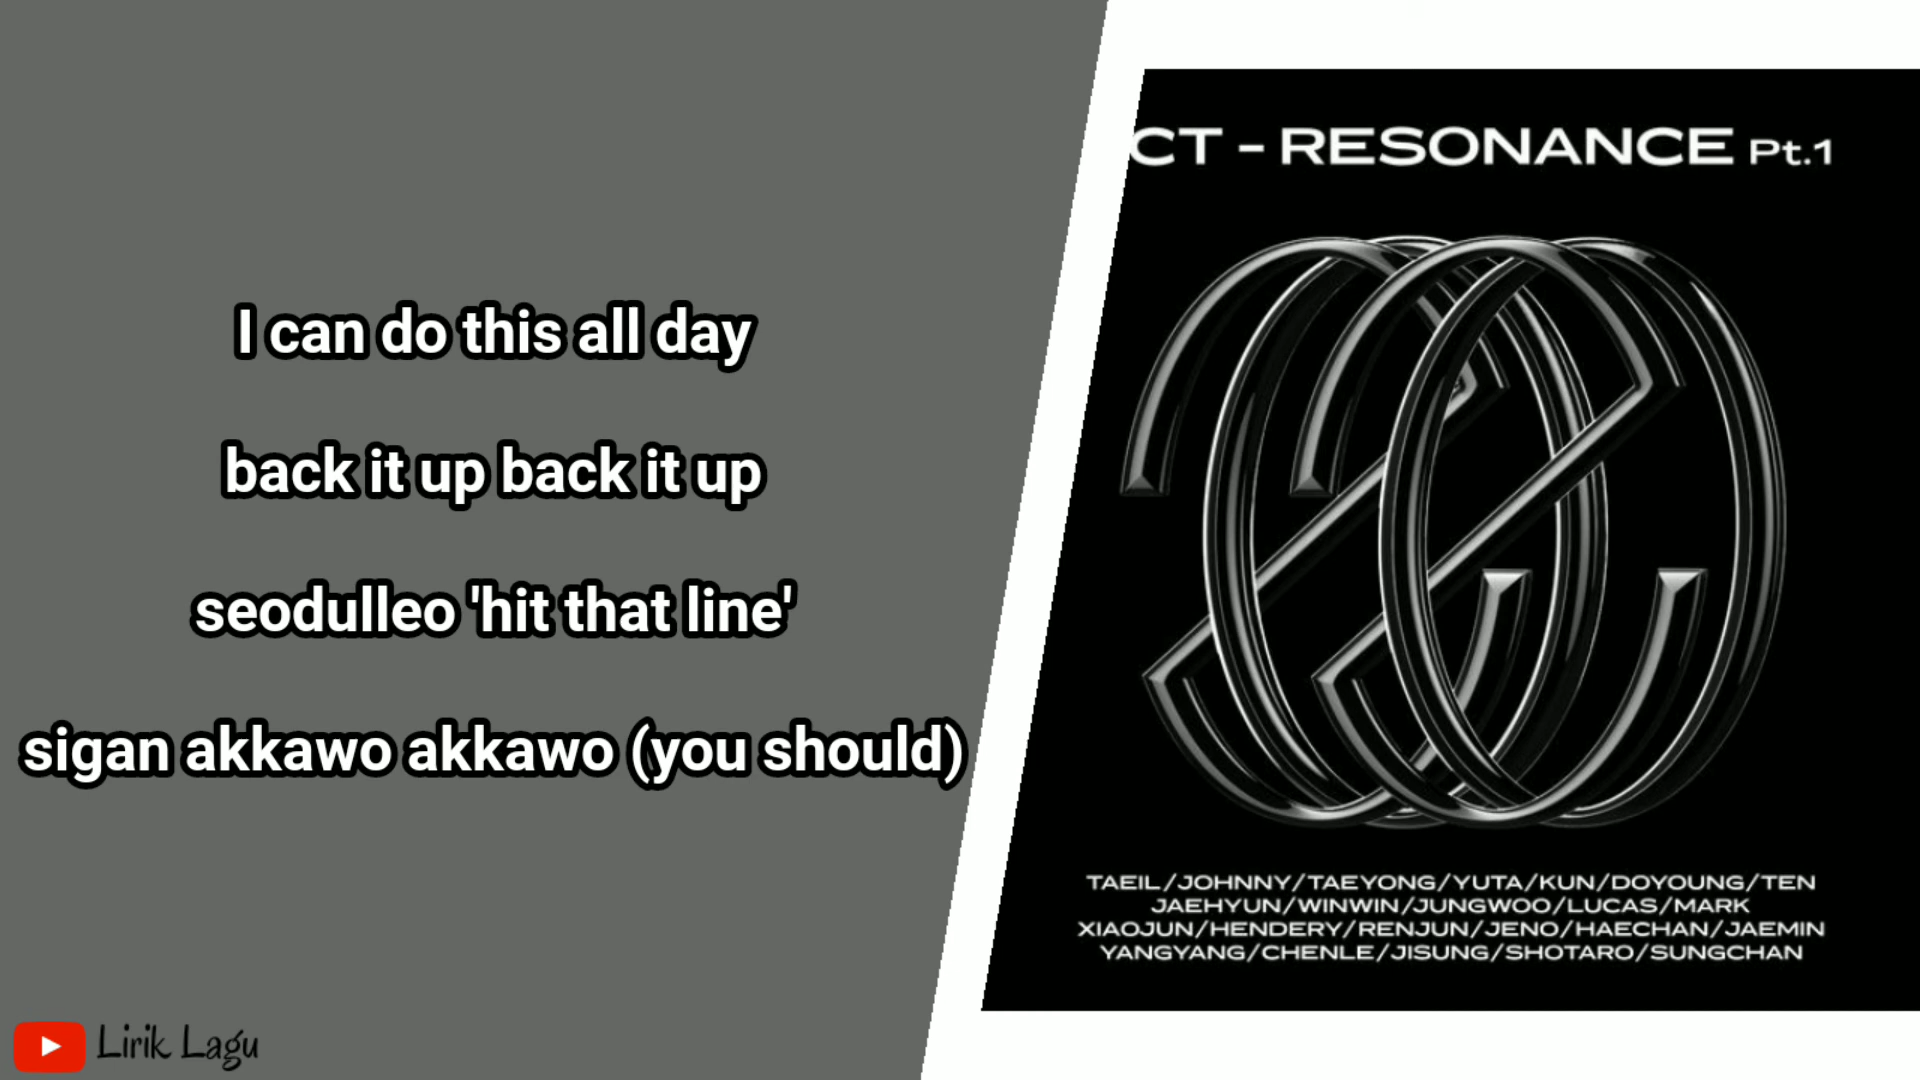 I can do this all day
back it up back it up
seodulleo 'hit that line'
sigan akkawo akkawo (you should)
Lirik Lagu
CT - RESONANCE Pt.1
TAEIL/JOHNNY/TAEYONG/YUTA/KUN/DOYOUNG/TEN
JAEHYUN/WINWIN/JUNGWOO/LUCAS/MARK
XIAOJUN/HENDERY/RENJUN/JENO/HAECHAN/JAEMIN
YANGYANG/CHENLE/JISUNG/SHOTARO/SUNGCHAN